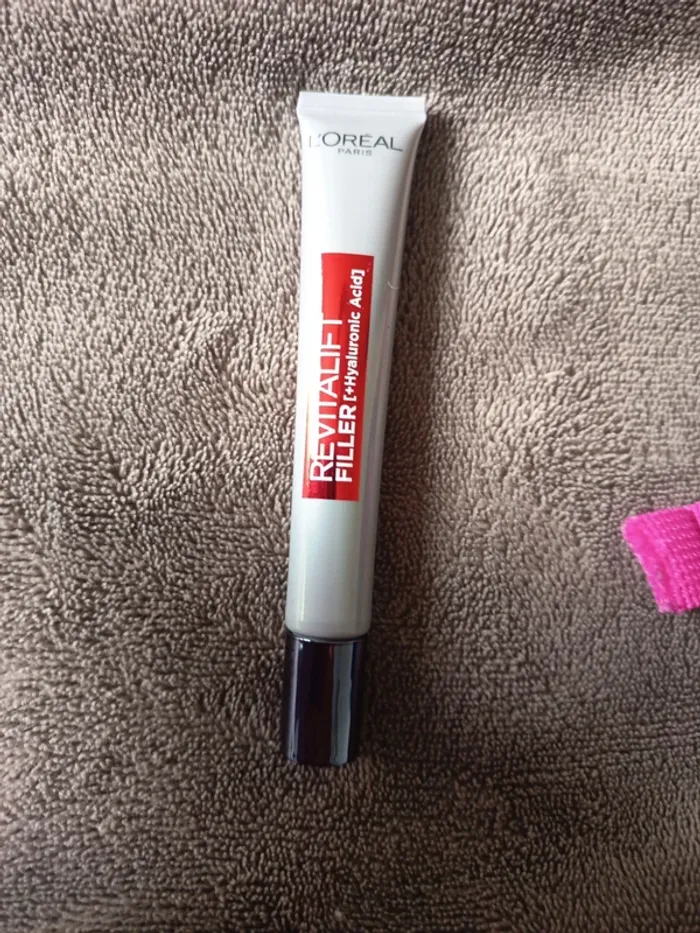 L'ORÉAL
PARIS
REVITALIFT
FILLER [+Hyaluronic Acid]